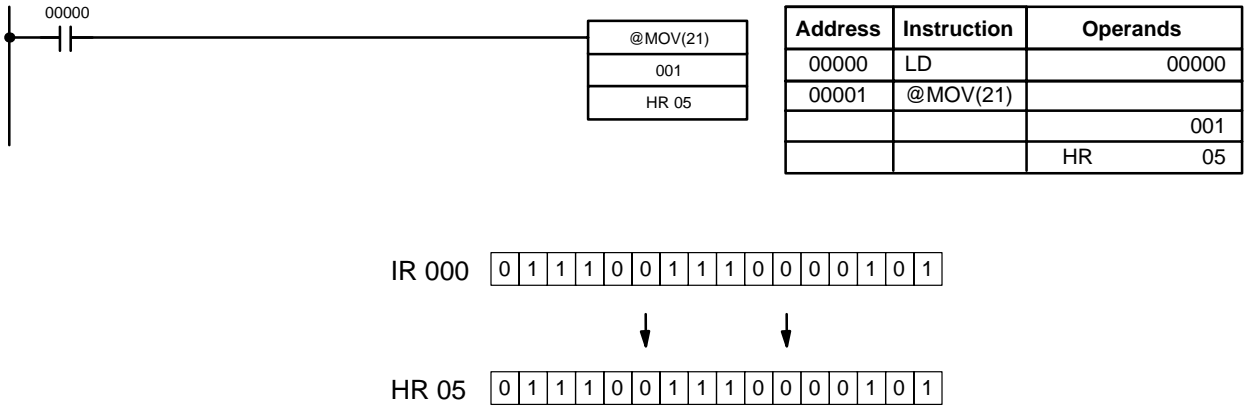 00000
@MOV(21)
001
HR 05
Address Instruction Operands
00000 LD 00000
00001 @MOV(21)
001
HR 05
IR 000 0 1 1 1 0 0 1 1 1 0 0 0 0 1 0 1
HR 05 0 1 1 1 0 0 1 1 1 0 0 0 0 1 0 1